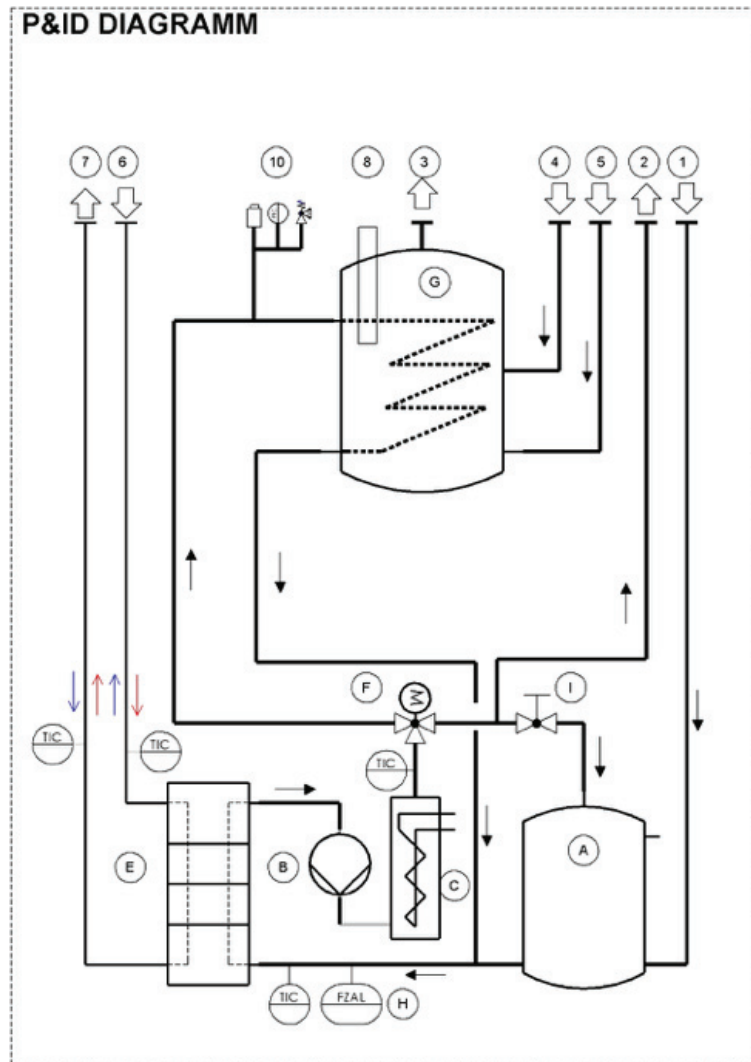 P&ID DIAGRAMM
7 6 10 8 3 4 5 2 1
G
F M I
TIC TIC TIC
E B C A
TIC FZAL H